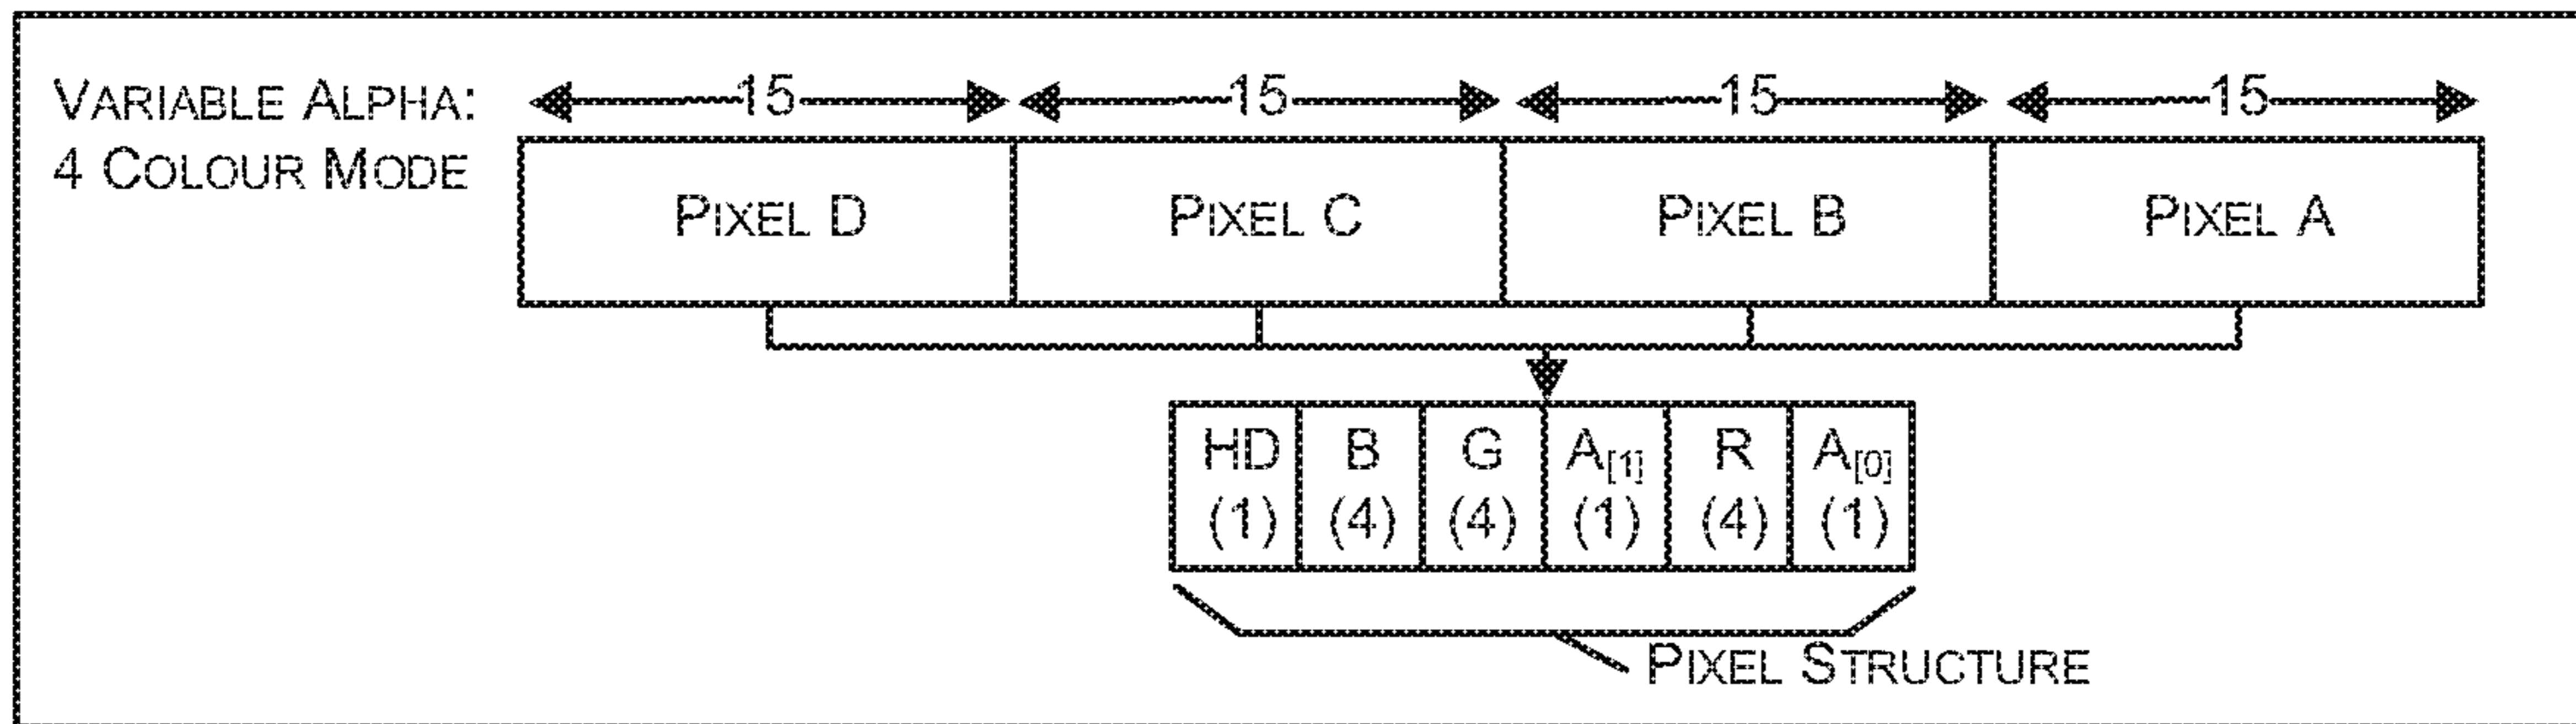 VARIABLE ALPHA:
4 COLOUR MODE
15 15 15 15
PIXEL D PIXEL C PIXEL B PIXEL A
HD B G A[1] R A[0]
(1) (4) (4) (1) (4) (1)
PIXEL STRUCTURE